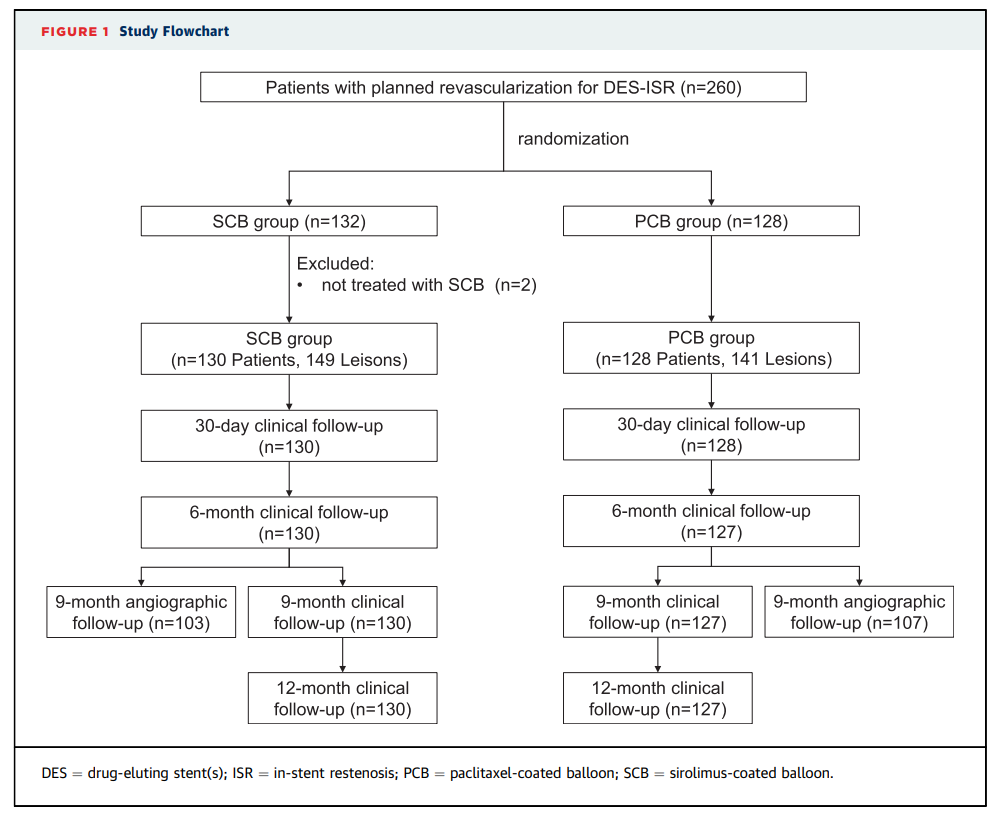 FIGURE 1 Study Flowchart
Patients with planned revascularization for DES-ISR (n=260)
randomization
SCB group (n=132)
PCB group (n=128)
Excluded:
• not treated with SCB (n=2)
SCB group
(n=130 Patients, 149 Leisons)
PCB group
(n=128 Patients, 141 Lesions)
30-day clinical follow-up
(n=130)
30-day clinical follow-up
(n=128)
6-month clinical follow-up
(n=130)
6-month clinical follow-up
(n=127)
9-month angiographic
follow-up (n=103)
9-month clinical
follow-up (n=130)
9-month clinical
follow-up (n=127)
9-month angiographic
follow-up (n=107)
12-month clinical
follow-up (n=130)
12-month clinical
follow-up (n=127)
DES = drug-eluting stent(s); ISR = in-stent restenosis; PCB = paclitaxel-coated balloon; SCB = sirolimus-coated balloon.